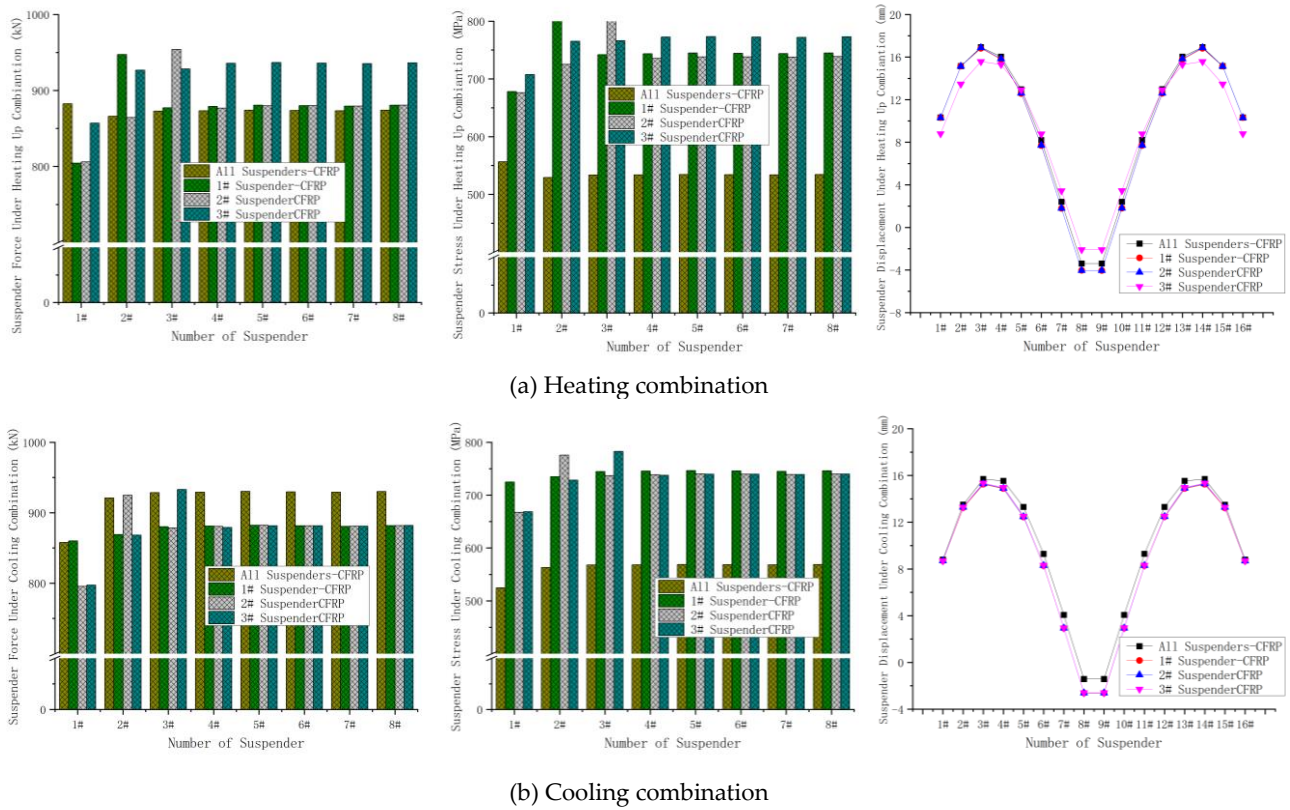 Suspender Force Under Heating Up Combiantion (kN)
1000
900
800
0
All Suspenders-CFRP
1# Suspender-CFRP
2# SuspenderCFRP
3# SuspenderCFRP
1# 2# 3# 4# 5# 6# 7# 8#
Number of Suspender
Suspender Stress Under Heating Up Combiantion (MPa)
800
700
600
500
0
All Suspenders-CFRP
1# Suspender-CFRP
2# SuspenderCFRP
3# SuspenderCFRP
1# 2# 3# 4# 5# 6# 7# 8#
Number of Suspender
Suspender Displacement Under Heating Up Combination (mm)
20
16
12
8
4
0
-4
-8
All Suspenders-CFRP
1# Suspender-CFRP
2# SuspenderCFRP
3# SuspenderCFRP
1# 2# 3# 4# 5# 6# 7# 8# 9# 10# 11# 12# 13# 14# 15# 16#
Number of Suspender
(a) Heating combination
Suspender Force Under Cooling Combination (kN)
1000
900
800
0
All Suspenders-CFRP
1# Suspender-CFRP
2# SuspenderCFRP
3# SuspenderCFRP
1# 2# 3# 4# 5# 6# 7# 8#
Number of Suspender
Suspender Stress Under Cooling Combination (MPa)
800
700
600
500
0
All Suspenders-CFRP
1# Suspender-CFRP
2# SuspenderCFRP
3# SuspenderCFRP
1# 2# 3# 4# 5# 6# 7# 8#
Number of Suspender
Suspender Displacement Under Cooling Combination (mm)
20
16
12
8
4
0
-4
All Suspenders-CFRP
1# Suspender-CFRP
2# SuspenderCFRP
3# SuspenderCFRP
1# 2# 3# 4# 5# 6# 7# 8# 9# 10# 11# 12# 13# 14# 15# 16#
Number of Suspender
(b) Cooling combination